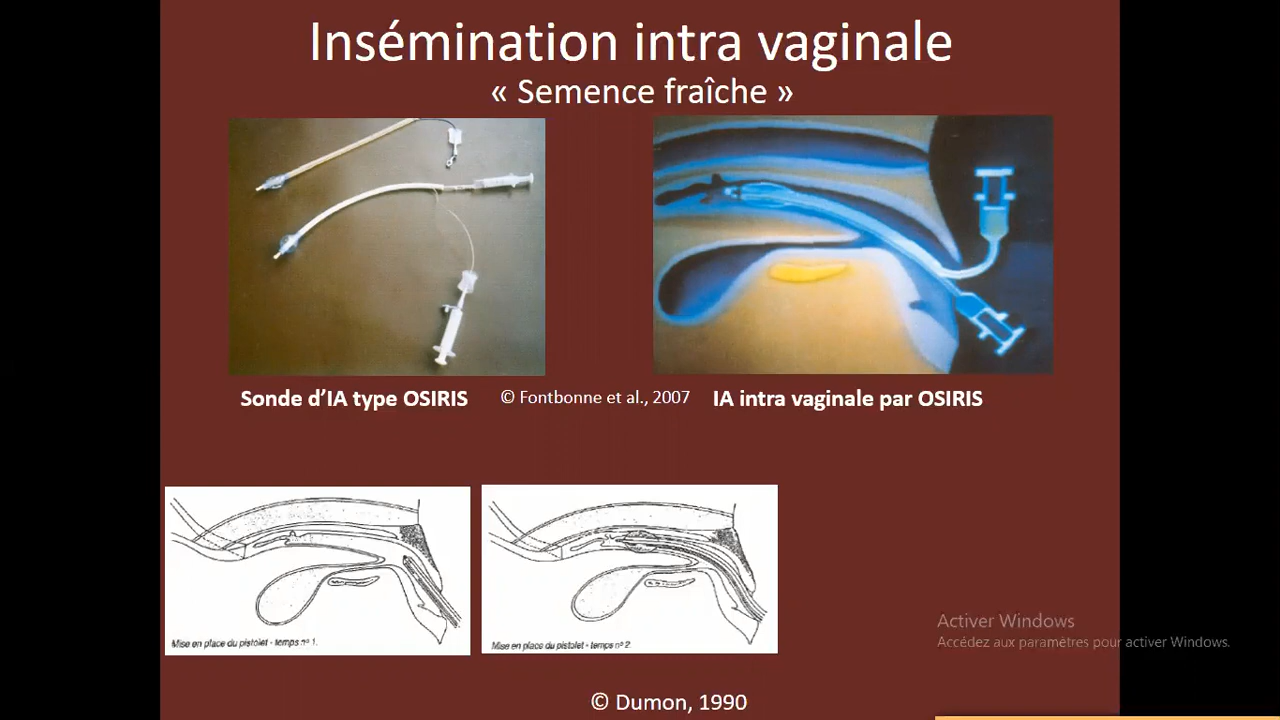 Insémination intra vaginale
« Semence fraîche »
Sonde d’IA type OSIRIS
© Fontbonne et al., 2007
IA intra vaginale par OSIRIS
Mise en place du pistolet - temps n° 1.
Mise en place du pistolet - temps n° 2.
Activer Windows
Accédez aux paramètres pour activer Windows.
© Dumon, 1990